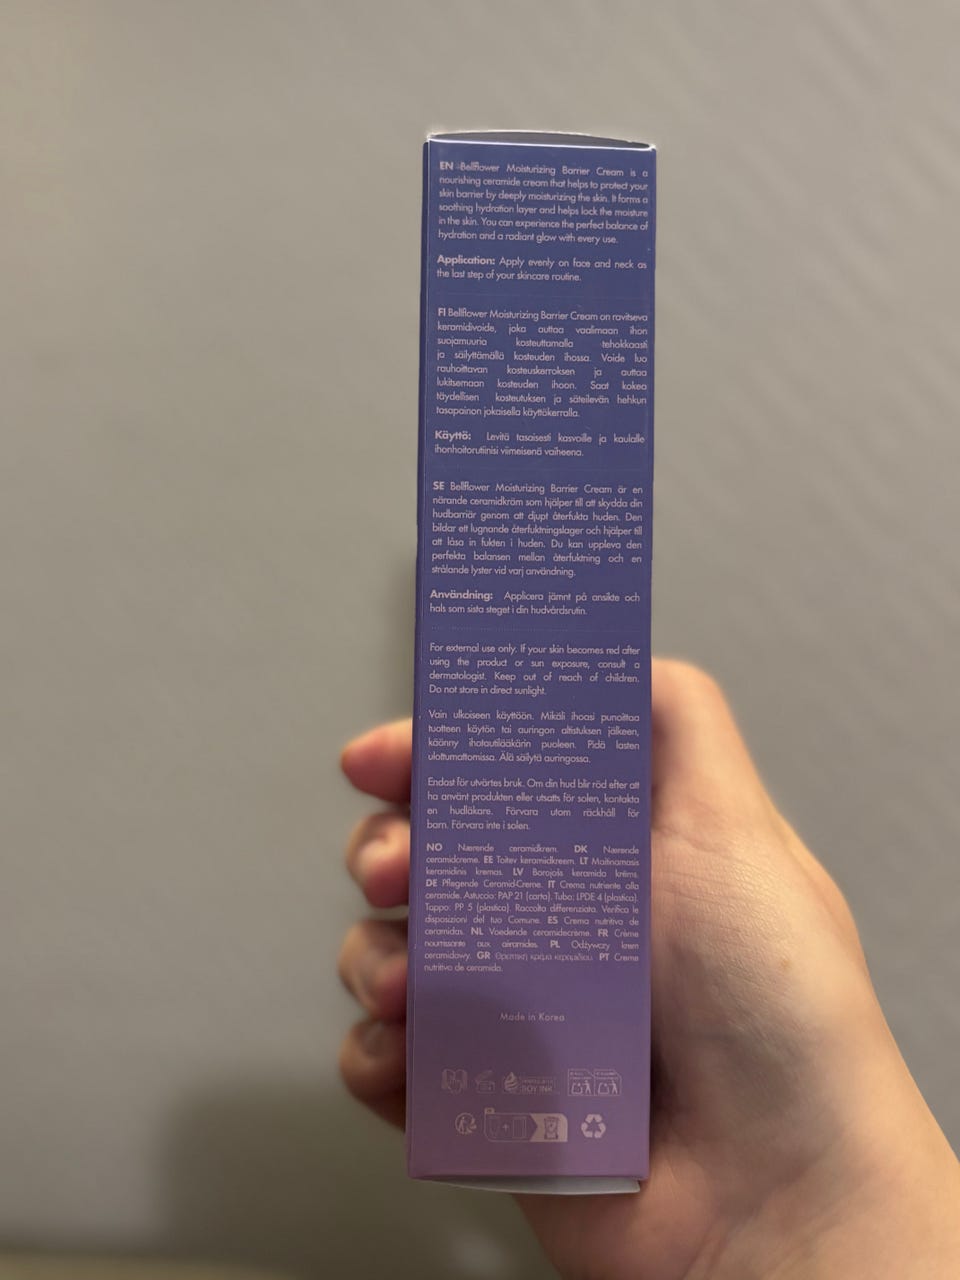 EN Bellflower Moisturizing Barrier Cream is a
nourishing ceramide cream that helps to protect your
skin barrier by deeply moisturizing the skin. It forms a
soothing hydration layer and helps lock the moisture
in the skin. You can experience the perfect balance of
hydration and a radiant glow with every use.
Application: Apply evenly on face and neck as
the last step of your skincare routine.
FI Bellflower Moisturizing Barrier Cream on ravitseva
keramidivoide, joka auttaa vaalimaan ihon
suojamuuria kosteuttamalla tehokkaasti
ja säilyttämällä kosteuden ihossa. Voide luo
rauhoittavan kosteuskerroksen ja auttaa
lukitsemaan kosteuden ihoon. Saat kokea
täydellisen kosteutuksen ja säteilevän hehkun
tasapainon jokaisella käyttökerralla.
Käyttö: Levitä tasaisesti kasvoille ja kaulalle
ihonhoitorutiinisi viimeisenä vaiheena.
SE Bellflower Moisturizing Barrier Cream är en
närande ceramidkräm som hjälper till att skydda din
hudbarriär genom att djupt återfukta huden. Den
bildar ett lugnande återfuktningslager och hjälper till
att låsa in fukten i huden. Du kan uppleva den
perfekta balansen mellan återfuktning och en
strålande lyster vid varj användning.
Användning: Applicera jämnt på ansikte och
hals som sista steget i din hudvårdsrutin.
For external use only. If your skin becomes red after
using the product or sun exposure, consult a
dermatologist. Keep out of reach of children.
Do not store in direct sunlight.
Vain ulkoiseen käyttöön. Mikäli ihoasi punoittaa
tuotteen käytön tai auringon altistuksen jälkeen,
käänny ihotautilääkärin puoleen. Pidä lasten
ulottumattomissa. Älä säilytä auringossa.
Endast för utvärtes bruk. Om din hud blir röd efter att
ha använt produkten eller utsatts för solen, kontakta
en hudläkare. Förvara utom räckhåll för
barn. Förvara inte i solen.
NO Nærende ceramidkrem. DK Nærende
ceramidcreme. EE Toitev keramidkreem. LT Maitinamasis
keramidinis kremas. LV Barojošs keramīda krēms.
DE Pflegende Ceramid-Creme. IT Crema nutriente alla
ceramide. Astuccio: PAP 21 (carta). Tubo: LPDE 4 (plastica).
Tappo: PP 5 (plastica). Raccolta differenziata. Verifica le
disposizioni del tuo Comune. ES Crema nutritiva de
ceramidas. NL Voedende ceramidecrème. FR Crème
nourrissante aux céramides. PL Odżywczy krem
ceramidowy. GR Θρεπτική κρέμα κεραμιδίου. PT Creme
nutritivo de ceramida.
Made in Korea
SOY INK